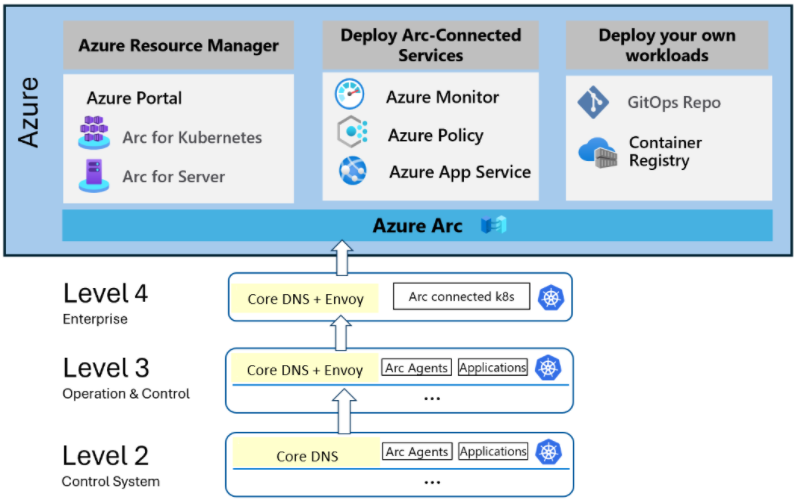 Azure
Azure Resource Manager
Azure Portal
Arc for Kubernetes
Arc for Server
Deploy Arc-Connected
Services
Azure Monitor
Azure Policy
Azure App Service
Deploy your own
workloads
GitOps Repo
Container
Registry
Azure Arc
Level 4
Enterprise
Core DNS + Envoy
Arc connected k8s
Level 3
Operation & Control
Core DNS + Envoy
Arc Agents
Applications
...
Level 2
Control System
Core DNS
Arc Agents
Applications
...